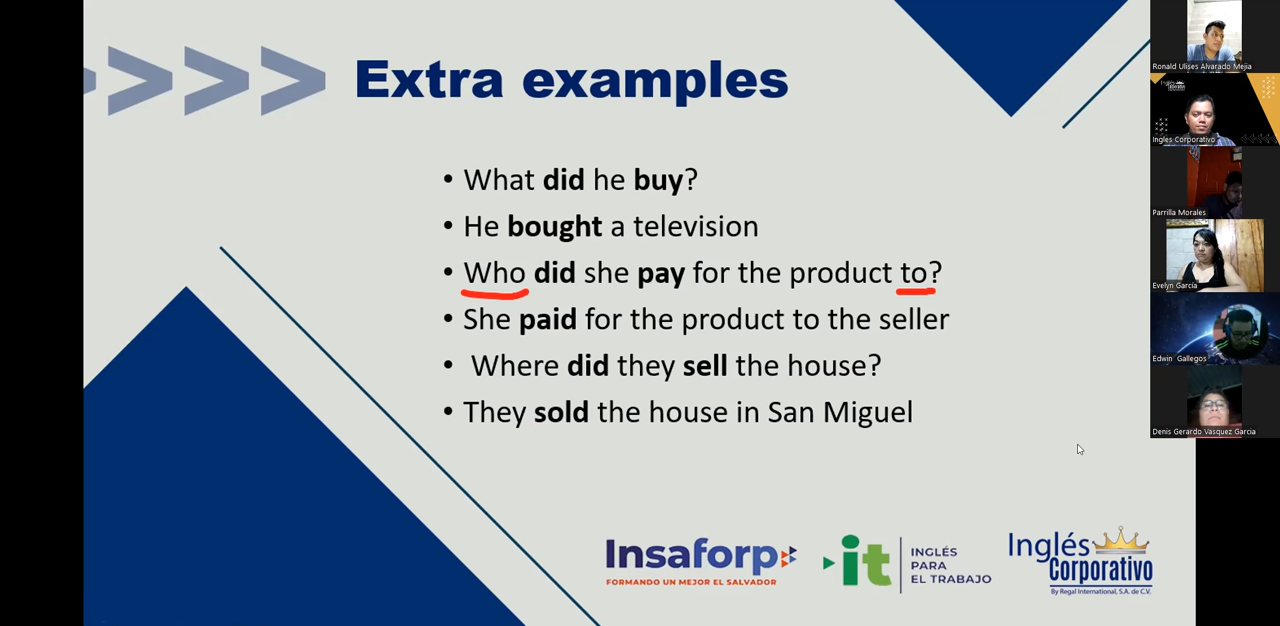 Extra examples
• What did he buy?
• He bought a television
• Who did she pay for the product to?
• She paid for the product to the seller
• Where did they sell the house?
• They sold the house in San Miguel
Insaforp
FORMANDO UN MEJOR EL SALVADOR
it
INGLÉS
PARA
EL TRABAJO
Inglés
Corporativo
By Regal International, S.A. de C.V.
Ronald Ulises Alvarado Mejia
Ingles Corporativo
Parrilla Morales
Evelyn Garcia
Edwin Gallegos
Denis Gerardo Vasquez Garcia